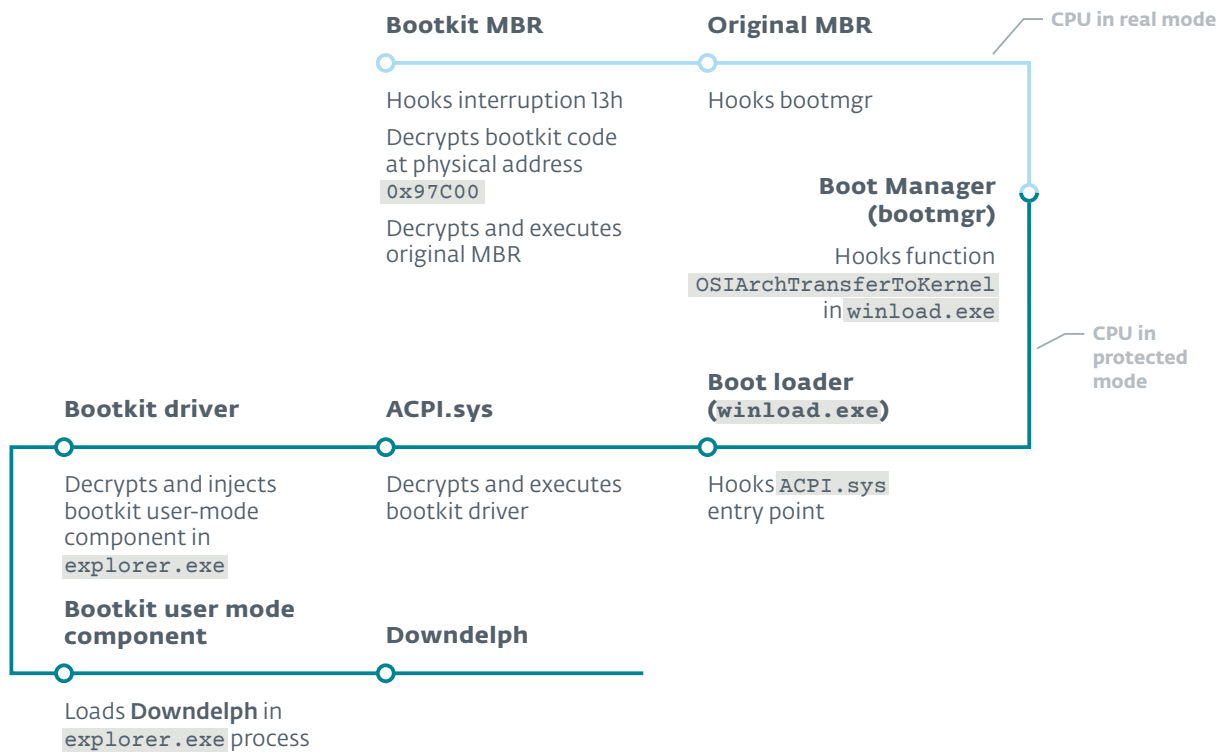 Bootkit MBR
Hooks interruption 13h
Decrypts bootkit code
at physical address
0x97C00
Decrypts and executes
original MBR
Original MBR
Hooks bootmgr
CPU in real mode
Boot Manager
(bootmgr)
Hooks function
OSIArchTransferToKernel
in winload.exe
CPU in
protected
mode
Boot loader
(winload.exe)
Hooks ACPI.sys
entry point
ACPI.sys
Decrypts and executes
bootkit driver
Bootkit driver
Decrypts and injects
bootkit user-mode
component in
explorer.exe
Bootkit user mode
component
Loads Downdelph in
explorer.exe process
Downdelph